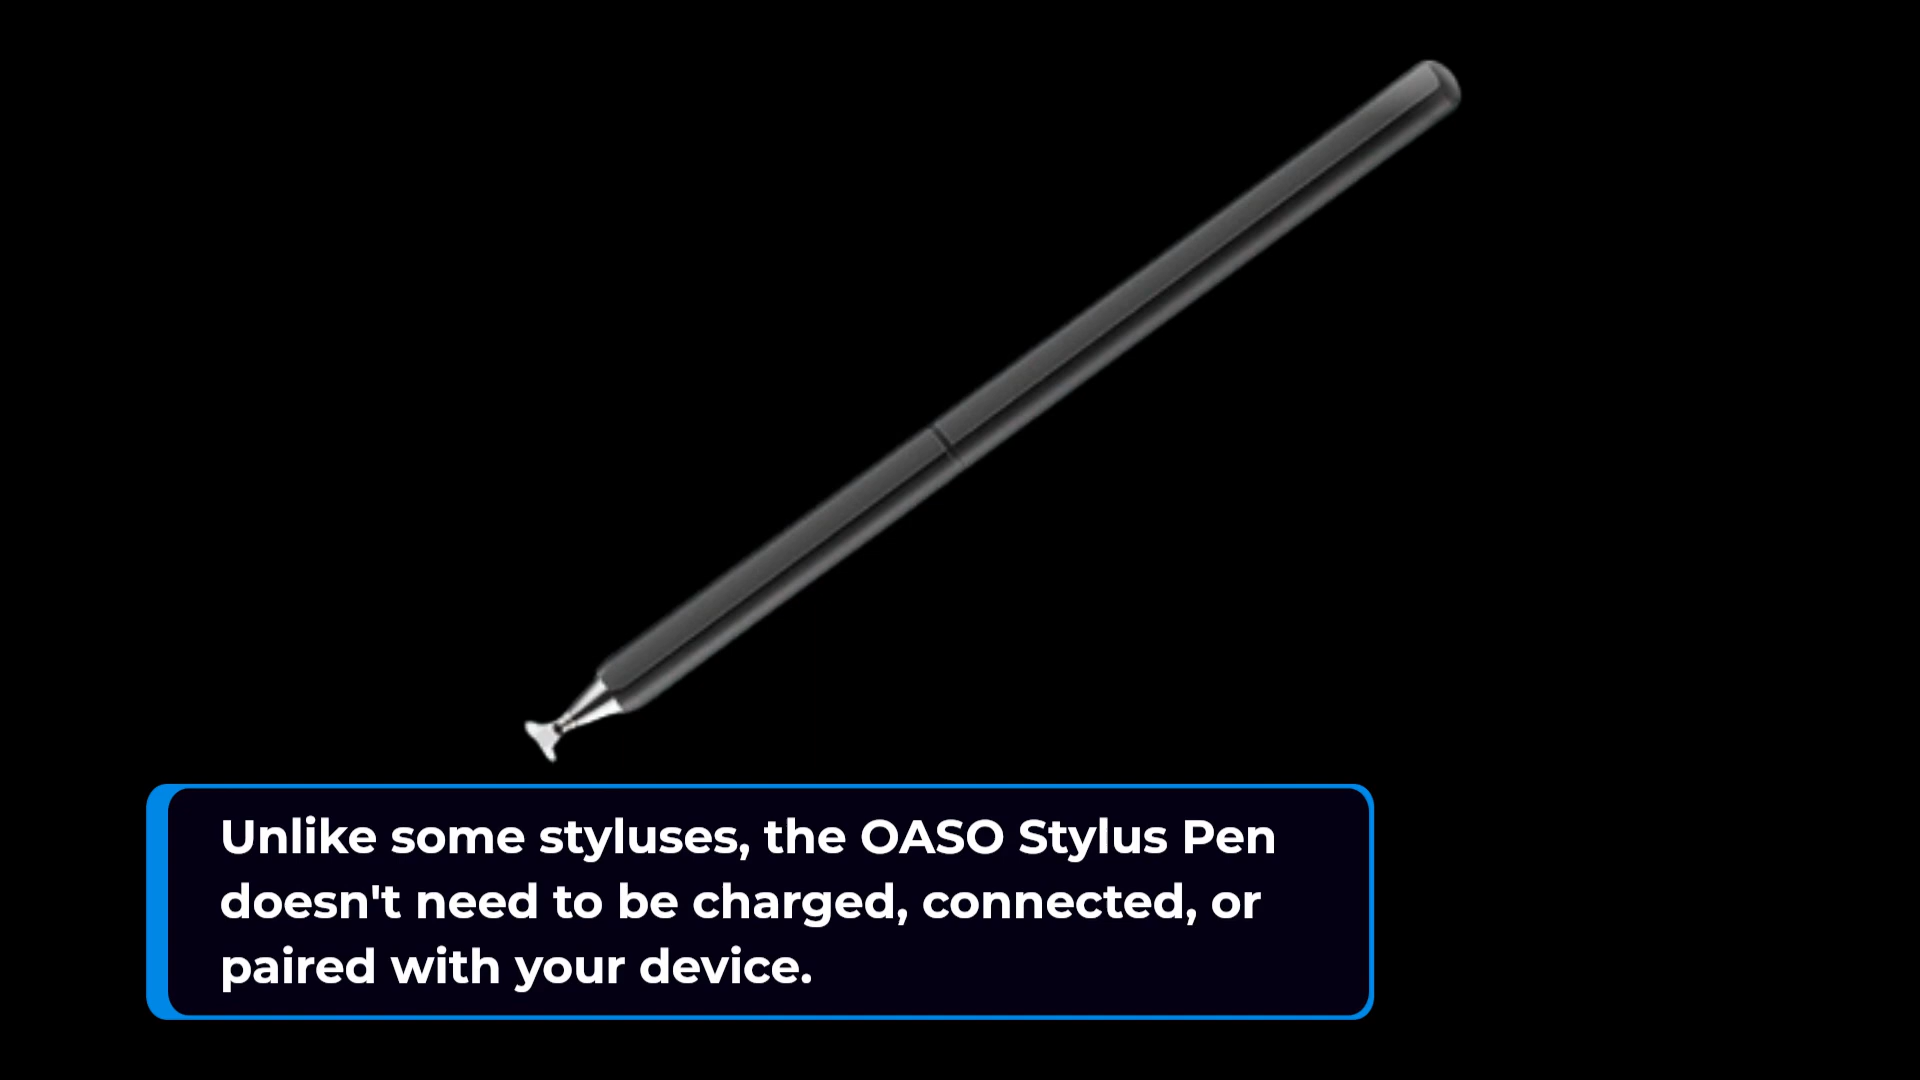 Unlike some styluses, the OASO Stylus Pen
doesn't need to be charged, connected, or
paired with your device.